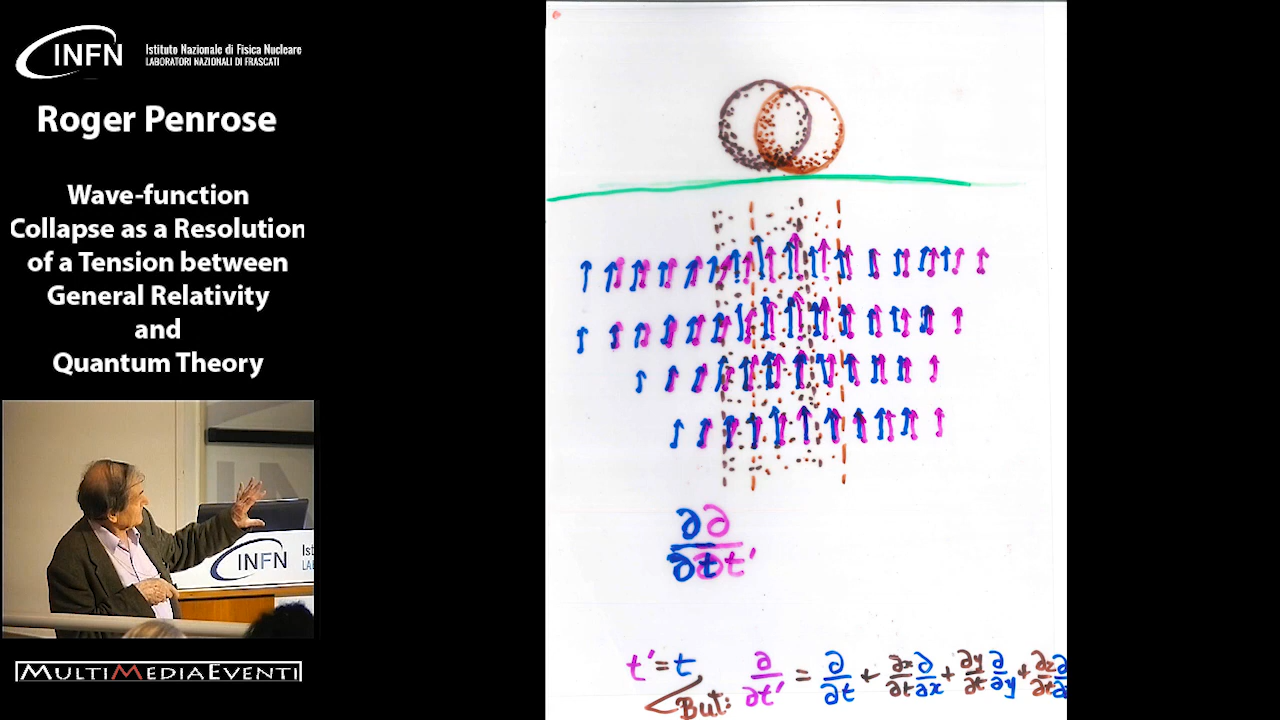 INFN
Istituto Nazionale di Fisica Nucleare
LABORATORI NAZIONALI DI FRASCATI
Roger Penrose
Wave-function
Collapse as a Resolution
of a Tension between
General Relativity
and
Quantum Theory
INFN
MULTIMEDIAEVENTI
∂/∂t ∂/∂t'
t' = t
But: ∂/∂t' = ∂/∂t + ∂x/∂t ∂/∂x + ∂y/∂t ∂/∂y +